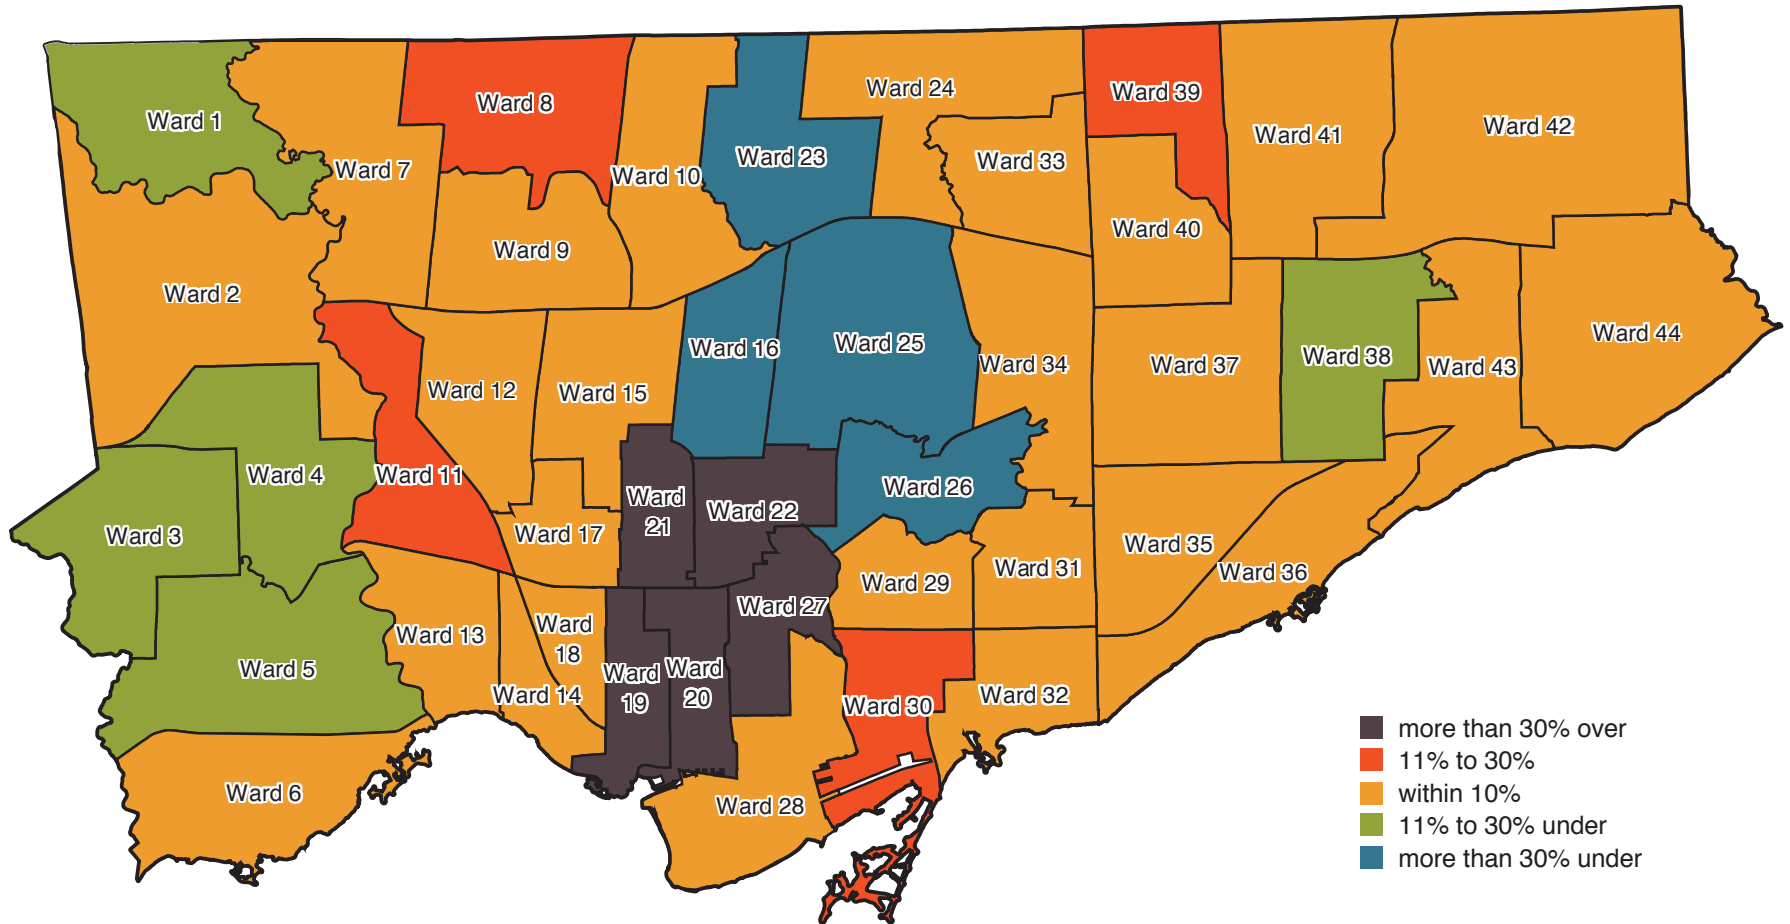 Ward 1
Ward 2
Ward 3
Ward 4
Ward 5
Ward 6
Ward 7
Ward 8
Ward 9
Ward 10
Ward 11
Ward 12
Ward 13
Ward 14
Ward 15
Ward 16
Ward 17
Ward
18
Ward
19
Ward
20
Ward
21
Ward 22
Ward 23
Ward 24
Ward 25
Ward 26
Ward 27
Ward 28
Ward 29
Ward 30
Ward 31
Ward 32
Ward 33
Ward 34
Ward 35
Ward 36
Ward 37
Ward 38
Ward 39
Ward 40
Ward 41
Ward 42
Ward 43
Ward 44
more than 30% over
11% to 30%
within 10%
11% to 30% under
more than 30% under